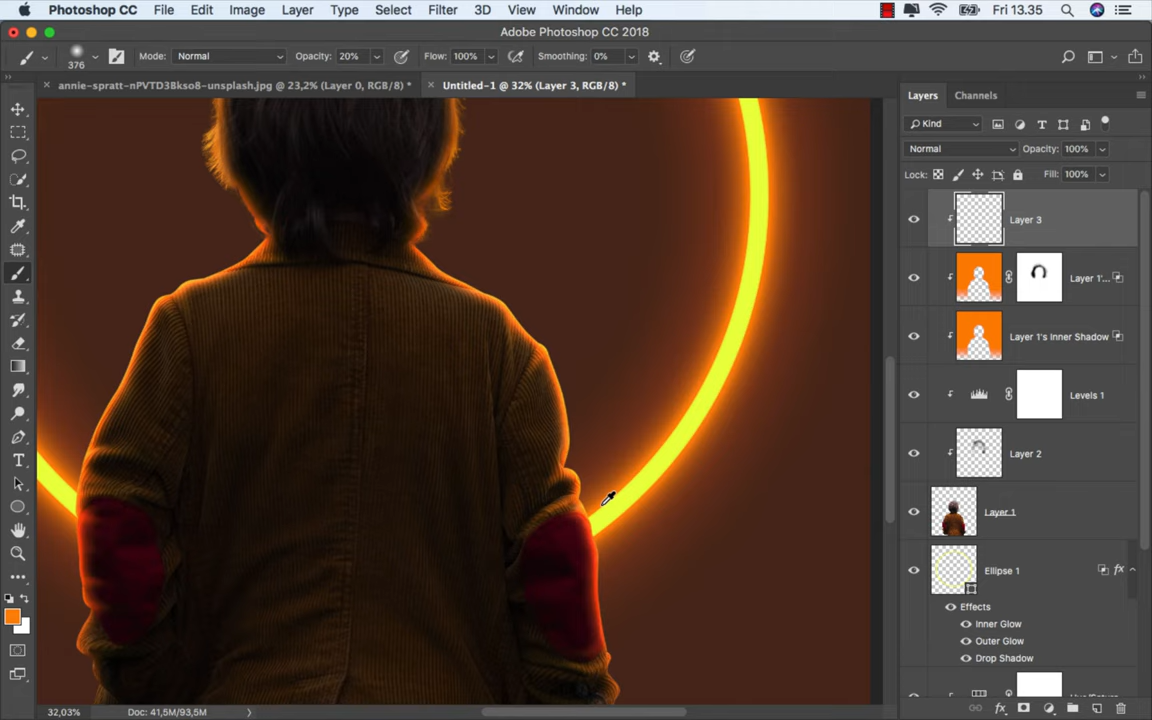 Photoshop CC File Edit Image Layer Type Select Filter 3D View Window Help Fri 13.35
Adobe Photoshop CC 2018
376 Mode: Normal Opacity: 20% Flow: 100% Smoothing: 0%
annie-spratt-nPVTD3Bkso8-unsplash.jpg @ 23,2% (Layer 0, RGB/8) * Untitled-1 @ 32% (Layer 3, RGB/8) *
Layers Channels
Kind
Normal Opacity: 100%
Lock: Fill: 100%
Layer 3
Layer 1'...
Layer 1's Inner Shadow
Levels 1
Layer 2
Layer 1
Ellipse 1 fx
Effects
Inner Glow
Outer Glow
Drop Shadow
32,03% Doc: 41,5M/93,5M fx